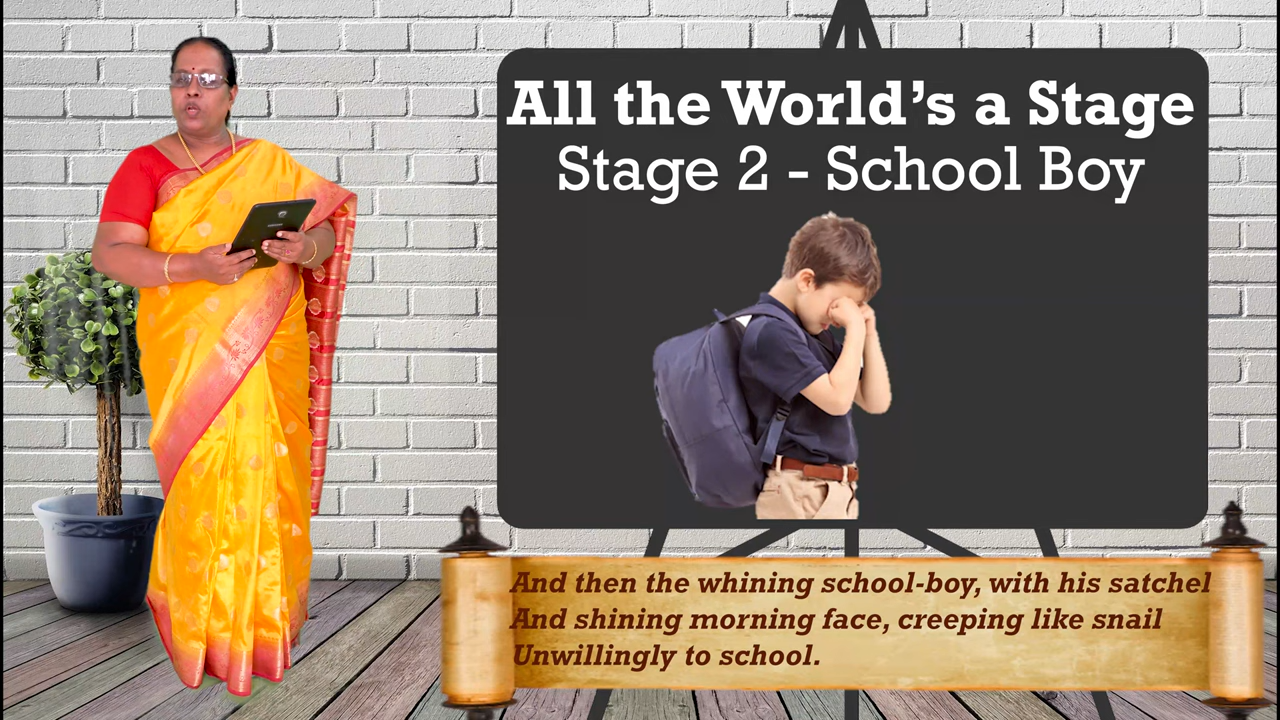 All the World's a Stage
Stage 2 - School Boy
And then the whining school-boy, with his satchel
And shining morning face, creeping like snail
Unwillingly to school.